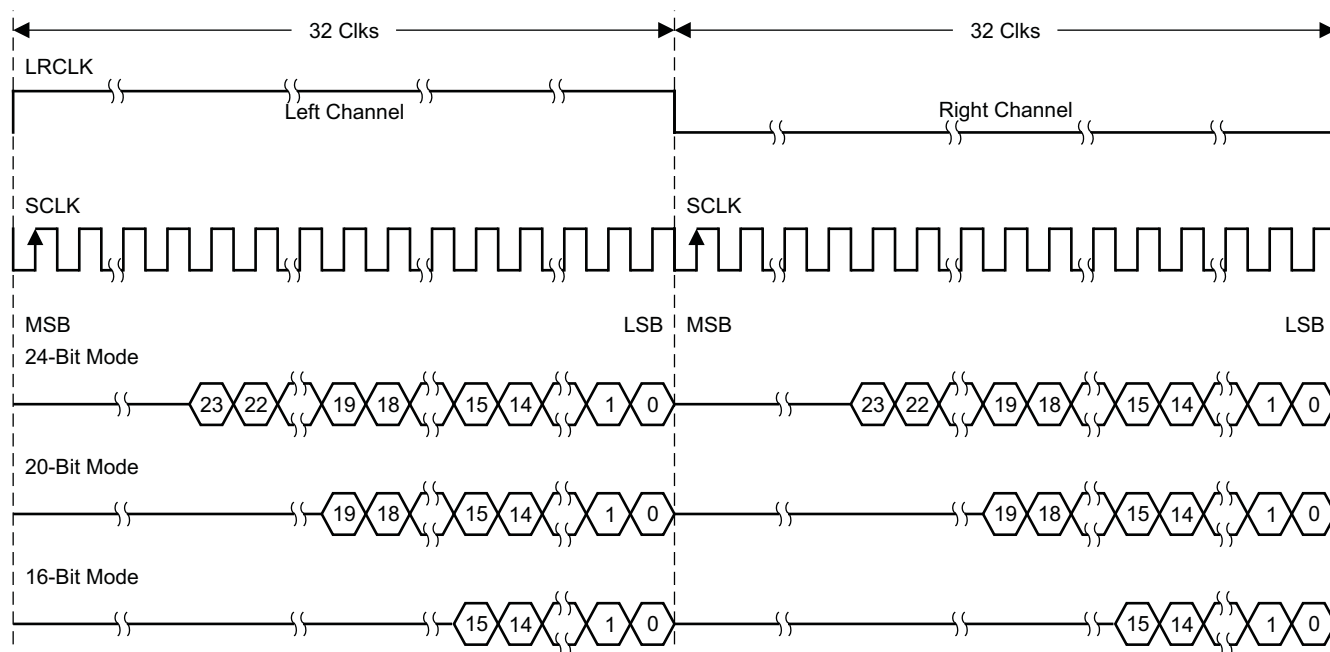 32 Clks 32 Clks
LRCLK
Left Channel Right Channel
SCLK SCLK
MSB LSB MSB LSB
24-Bit Mode
23 22 19 18 15 14 1 0 23 22 19 18 15 14 1 0
20-Bit Mode
19 18 15 14 1 0 19 18 15 14 1 0
16-Bit Mode
15 14 1 0 15 14 1 0